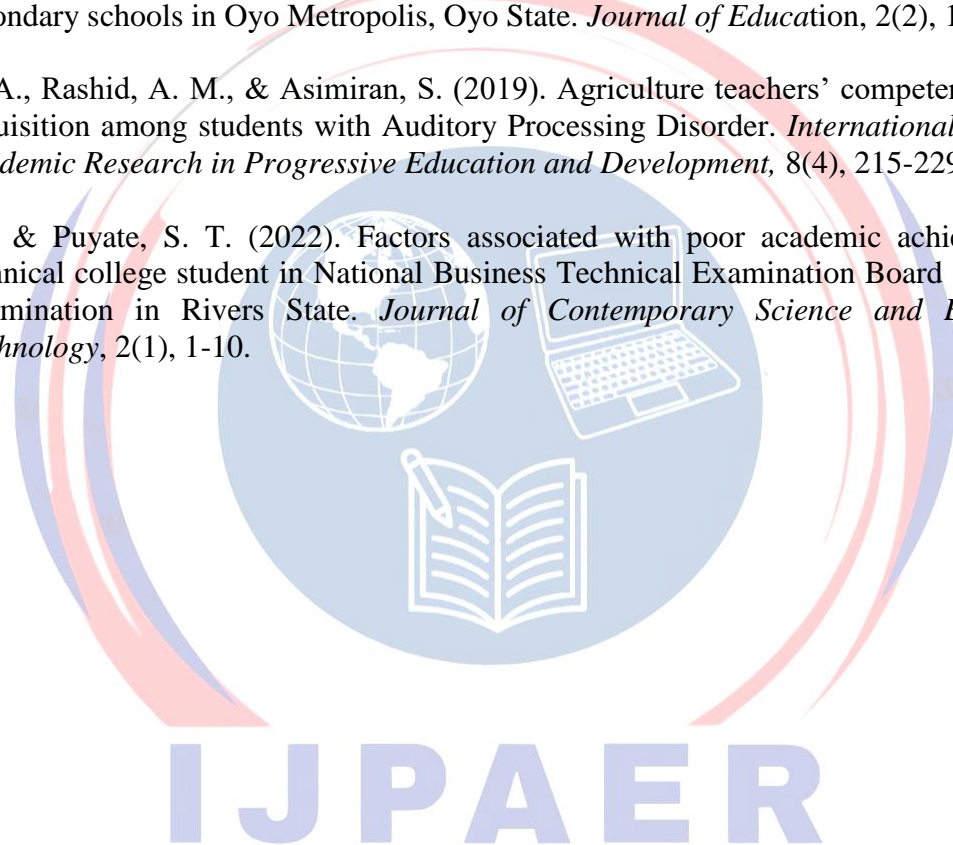 ondary schools in Oyo Metropolis, Oyo State. Journal of Education, 2(2), 1
A., Rashid, A. M., & Asimiran, S. (2019). Agriculture teachers’ competen
uisition among students with Auditory Processing Disorder. International
demic Research in Progressive Education and Development, 8(4), 215-229
& Puyate, S. T. (2022). Factors associated with poor academic achie
hnical college student in National Business Technical Examination Board
mination in Rivers State. Journal of Contemporary Science and E
hnology, 2(1), 1-10.
IJPAER